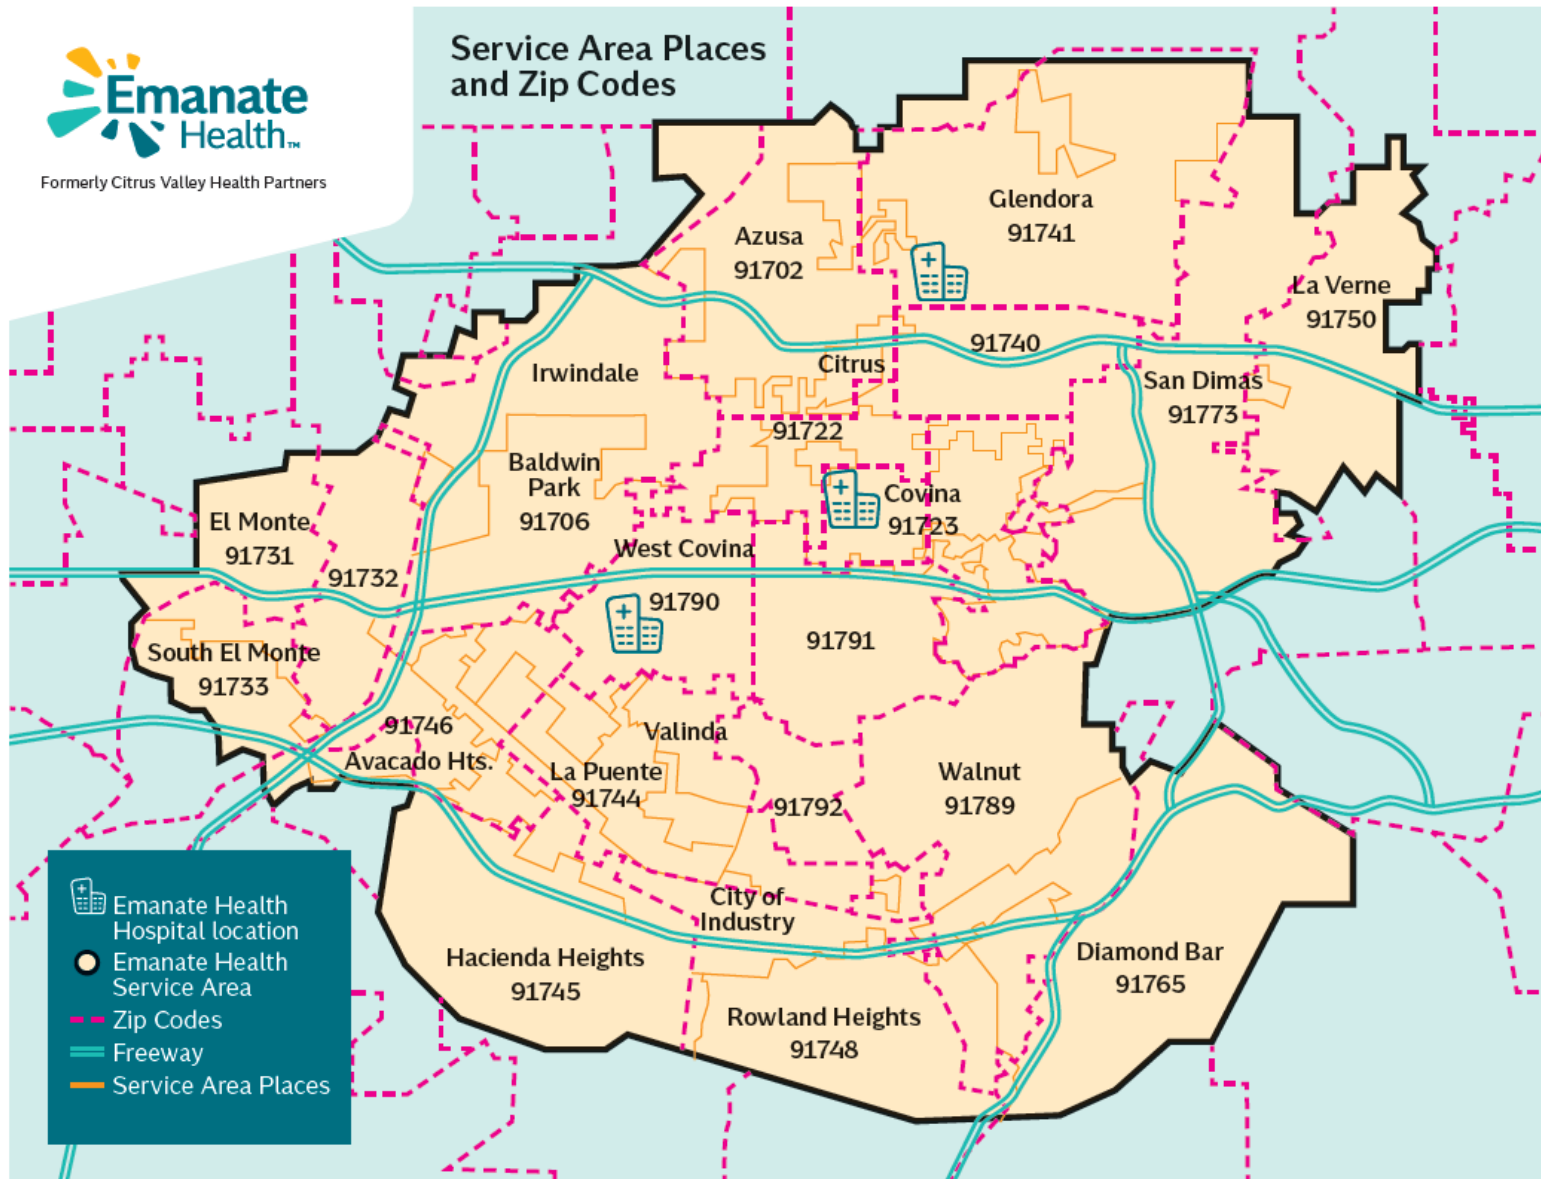 Emanate
Health™
Formerly Citrus Valley Health Partners
Service Area Places
and Zip Codes
Glendora
91741
Azusa
91702
La Verne
91750
91740
Citrus
Irwindale
San Dimas
91773
91722
Baldwin
Park
91706
Covina
91723
El Monte
91731
West Covina
91732
91790
91791
South El Monte
91733
91746
Avacado Hts.
Valinda
La Puente
91744
Walnut
91789
91792
City of
Industry
Hacienda Heights
91745
Diamond Bar
91765
Rowland Heights
91748
Emanate Health
Hospital location
Emanate Health
Service Area
Zip Codes
Freeway
Service Area Places